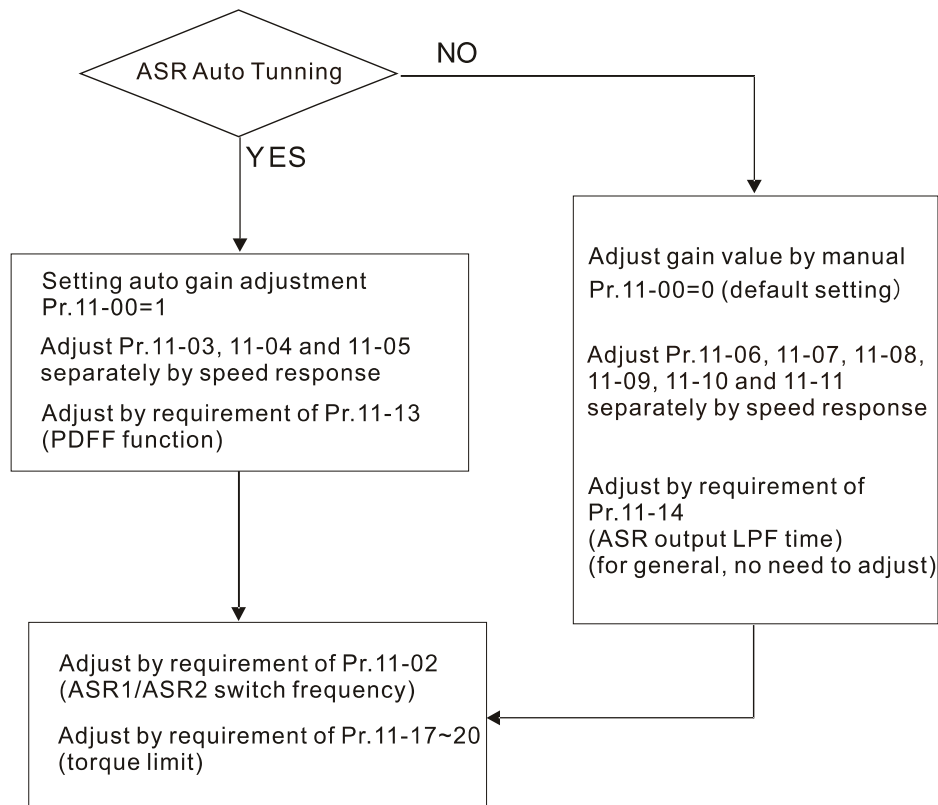 ASR Auto Tunning
NO
YES
Setting auto gain adjustment
Pr.11-00=1
Adjust Pr.11-03, 11-04 and 11-05
separately by speed response
Adjust by requirement of Pr.11-13
(PDFF function)
Adjust gain value by manual
Pr.11-00=0 (default setting)
Adjust Pr.11-06, 11-07, 11-08,
11-09, 11-10 and 11-11
separately by speed response
Adjust by requirement of
Pr.11-14
(ASR output LPF time)
(for general, no need to adjust)
Adjust by requirement of Pr.11-02
(ASR1/ASR2 switch frequency)
Adjust by requirement of Pr.11-17~20
(torque limit)